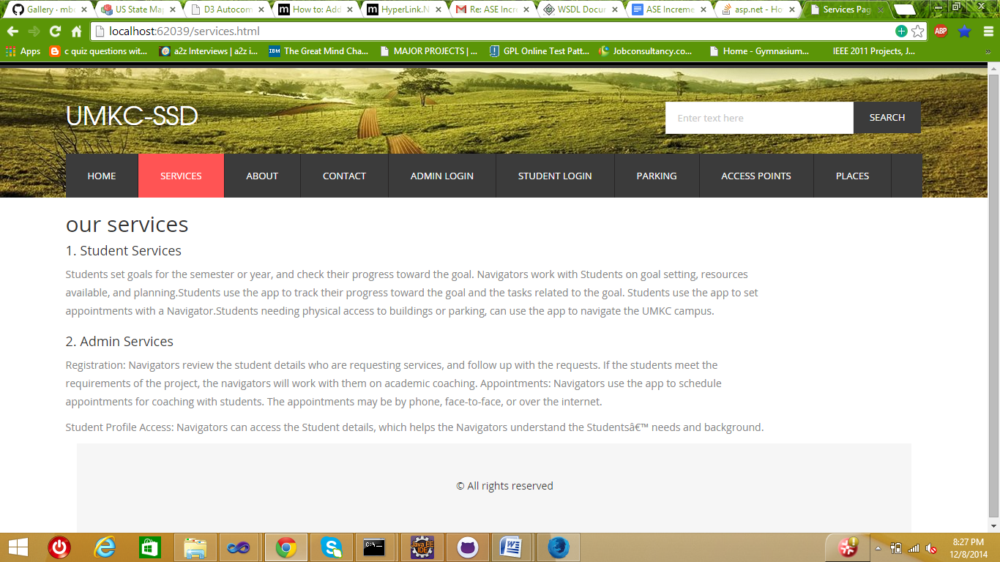 Gallery · mb
US State Ma
D3 Autocom
How to: Add
HyperLink.N
Re: ASE Incre
WSDL Docu
ASE Increme
asp.net - Ho
Services Pag
localhost:62039/services.html
ABP
Apps
c quiz questions wit...
a2z Interviews | a2z i...
IBM
The Great Mind Cha...
MAJOR PROJECTS | ...
GPL Online Test Patt...
Jobconsultancy.co...
Home - Gymnasium...
IEEE 2011 Projects, J...
»
UMKC-SSD
Enter text here
SEARCH
HOME
SERVICES
ABOUT
CONTACT
ADMIN LOGIN
STUDENT LOGIN
PARKING
ACCESS POINTS
PLACES
our services
1. Student Services
Students set goals for the semester or year, and check their progress toward the goal. Navigators work with Students on goal setting, resources
available, and planning.Students use the app to track their progress toward the goal and the tasks related to the goal. Students use the app to set
appointments with a Navigator.Students needing physical access to buildings or parking, can use the app to navigate the UMKC campus.
2. Admin Services
Registration: Navigators review the student details who are requesting services, and follow up with the requests. If the students meet the
requirements of the project, the navigators will work with them on academic coaching. Appointments: Navigators use the app to schedule
appointments for coaching with students. The appointments may be by phone, face-to-face, or over the internet.
Student Profile Access: Navigators can access the Student details, which helps the Navigators understand the Studentsâ€™ needs and background.
© All rights reserved
C:\
Java EE
IDE
8:27 PM
12/8/2014